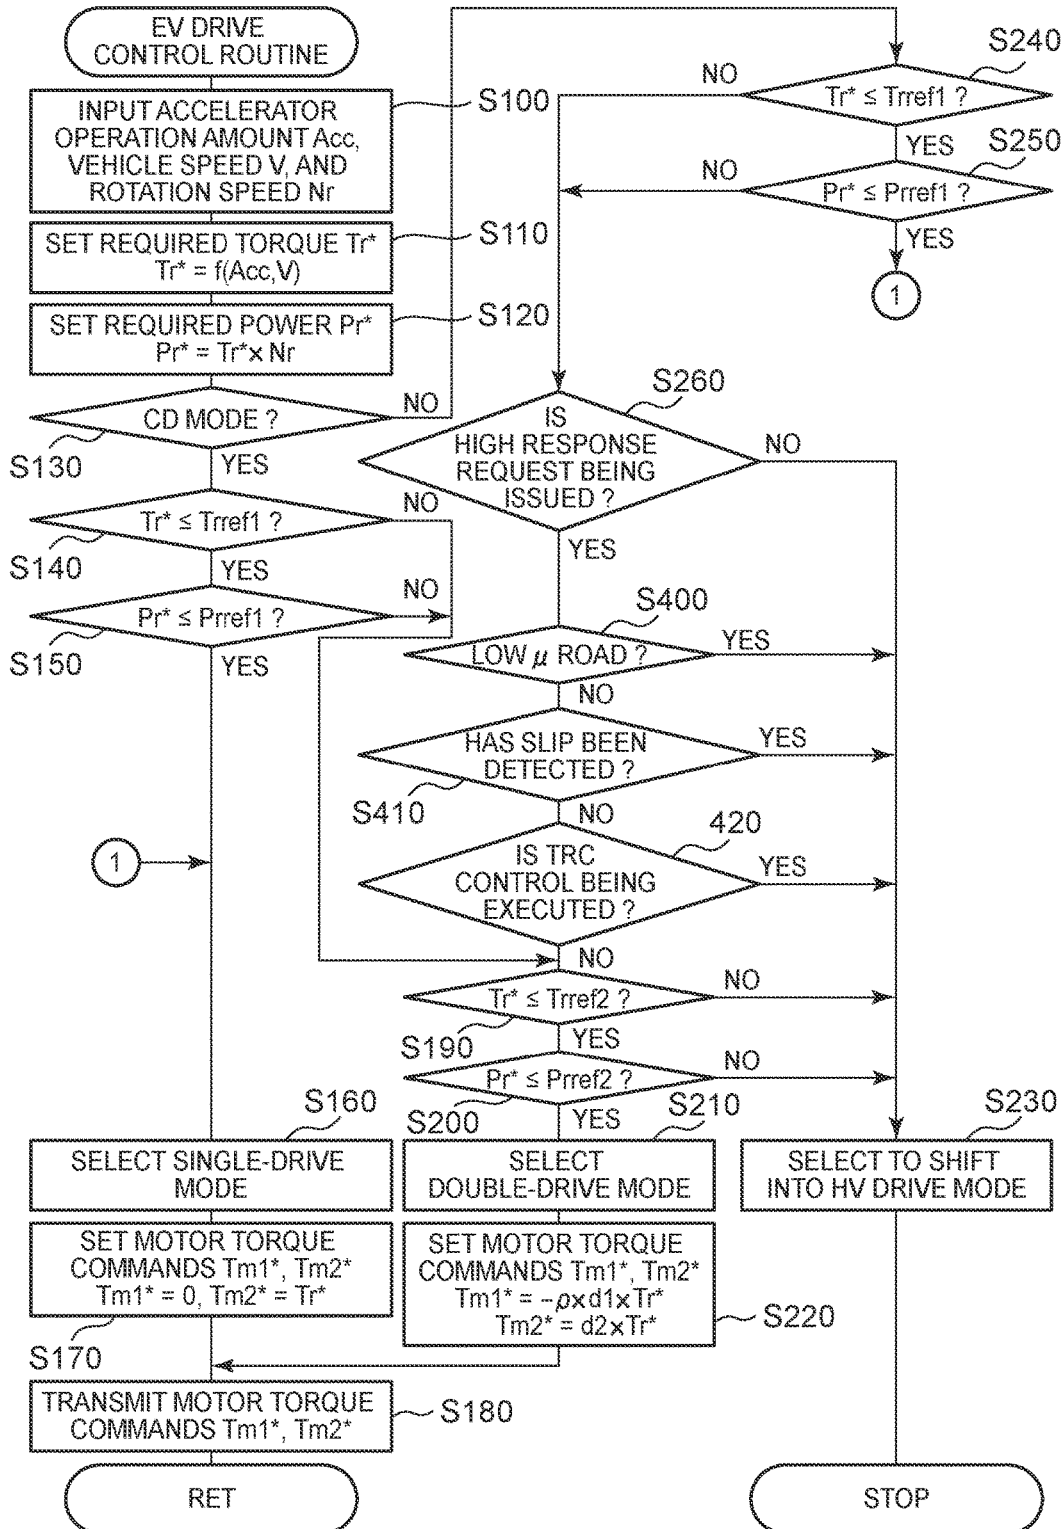 EV DRIVE
CONTROL ROUTINE
INPUT ACCELERATOR
OPERATION AMOUNT Acc,
VEHICLE SPEED V, AND
ROTATION SPEED Nr
S100
SET REQUIRED TORQUE Tr*
Tr* = f(Acc,V)
S110
SET REQUIRED POWER Pr*
Pr* = Tr*×Nr
S120
CD MODE ?
NO
S130
YES
Tr* ≤ Trref1 ?
NO
S140
YES
Pr* ≤ Prref1 ?
NO
S150
YES
1
S160
SELECT SINGLE-DRIVE
MODE
SET MOTOR TORQUE
COMMANDS Tm1*, Tm2*
Tm1* = 0, Tm2* = Tr*
S170
TRANSMIT MOTOR TORQUE
COMMANDS Tm1*, Tm2*
S180
RET
S240
NO
Tr* ≤ Trref1 ?
YES
S250
NO
Pr* ≤ Prref1 ?
YES
1
S260
IS
HIGH RESPONSE
REQUEST BEING
ISSUED ?
NO
YES
S400
LOW μ ROAD ?
YES
NO
HAS SLIP BEEN
DETECTED ?
YES
S410
NO
420
IS TRC
CONTROL BEING
EXECUTED ?
YES
NO
Tr* ≤ Trref2 ?
NO
S190
YES
Pr* ≤ Prref2 ?
NO
S200
YES
S210
SELECT
DOUBLE-DRIVE MODE
SET MOTOR TORQUE
COMMANDS Tm1*, Tm2*
Tm1* = −ρ×d1×Tr*
Tm2* = d2×Tr*
S220
S230
SELECT TO SHIFT
INTO HV DRIVE MODE
STOP